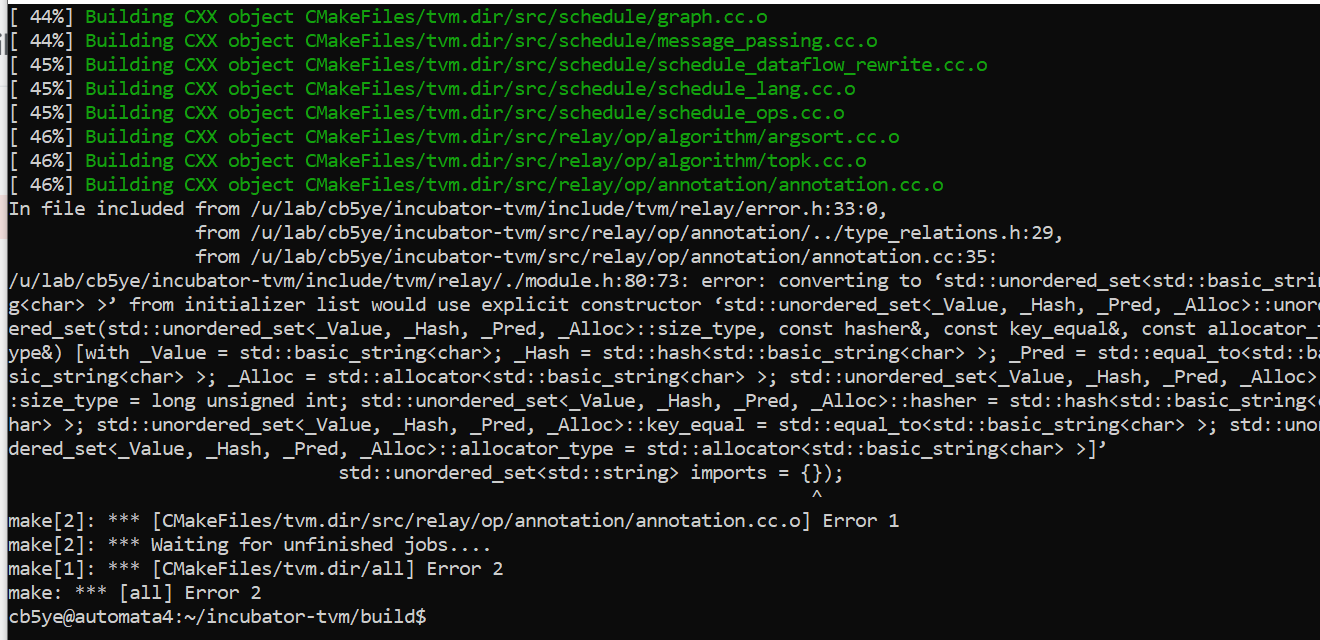 [ 44%] Building CXX object CMakeFiles/tvm.dir/src/schedule/graph.cc.o
[ 44%] Building CXX object CMakeFiles/tvm.dir/src/schedule/message_passing.cc.o
[ 45%] Building CXX object CMakeFiles/tvm.dir/src/schedule/schedule_dataflow_rewrite.cc.o
[ 45%] Building CXX object CMakeFiles/tvm.dir/src/schedule/schedule_lang.cc.o
[ 45%] Building CXX object CMakeFiles/tvm.dir/src/schedule/schedule_ops.cc.o
[ 46%] Building CXX object CMakeFiles/tvm.dir/src/relay/op/algorithm/argsort.cc.o
[ 46%] Building CXX object CMakeFiles/tvm.dir/src/relay/op/algorithm/topk.cc.o
[ 46%] Building CXX object CMakeFiles/tvm.dir/src/relay/op/annotation/annotation.cc.o
In file included from /u/lab/cb5ye/incubator-tvm/include/tvm/relay/error.h:33:0,
from /u/lab/cb5ye/incubator-tvm/src/relay/op/annotation/../type_relations.h:29,
from /u/lab/cb5ye/incubator-tvm/src/relay/op/annotation/annotation.cc:35:
/u/lab/cb5ye/incubator-tvm/include/tvm/relay/./module.h:80:73: error: converting to ‘std::unordered_set<std::basic_strin
g<char> >’ from initializer list would use explicit constructor ‘std::unordered_set<_Value, _Hash, _Pred, _Alloc>::unord
ered_set(std::unordered_set<_Value, _Hash, _Pred, _Alloc>::size_type, const hasher&, const key_equal&, const allocator_t
ype&) [with _Value = std::basic_string<char>; _Hash = std::hash<std::basic_string<char> >; _Pred = std::equal_to<std::ba
sic_string<char> >; _Alloc = std::allocator<std::basic_string<char> >; std::unordered_set<_Value, _Hash, _Pred, _Alloc>:
:size_type = long unsigned int; std::unordered_set<_Value, _Hash, _Pred, _Alloc>::hasher = std::hash<std::basic_string<c
har> >; std::unordered_set<_Value, _Hash, _Pred, _Alloc>::key_equal = std::equal_to<std::basic_string<char> >; std::unor
dered_set<_Value, _Hash, _Pred, _Alloc>::allocator_type = std::allocator<std::basic_string<char> >]’
std::unordered_set<std::string> imports = {});
^
make[2]: *** [CMakeFiles/tvm.dir/src/relay/op/annotation/annotation.cc.o] Error 1
make[2]: *** Waiting for unfinished jobs....
make[1]: *** [CMakeFiles/tvm.dir/all] Error 2
make: *** [all] Error 2
cb5ye@automata4:~/incubator-tvm/build$